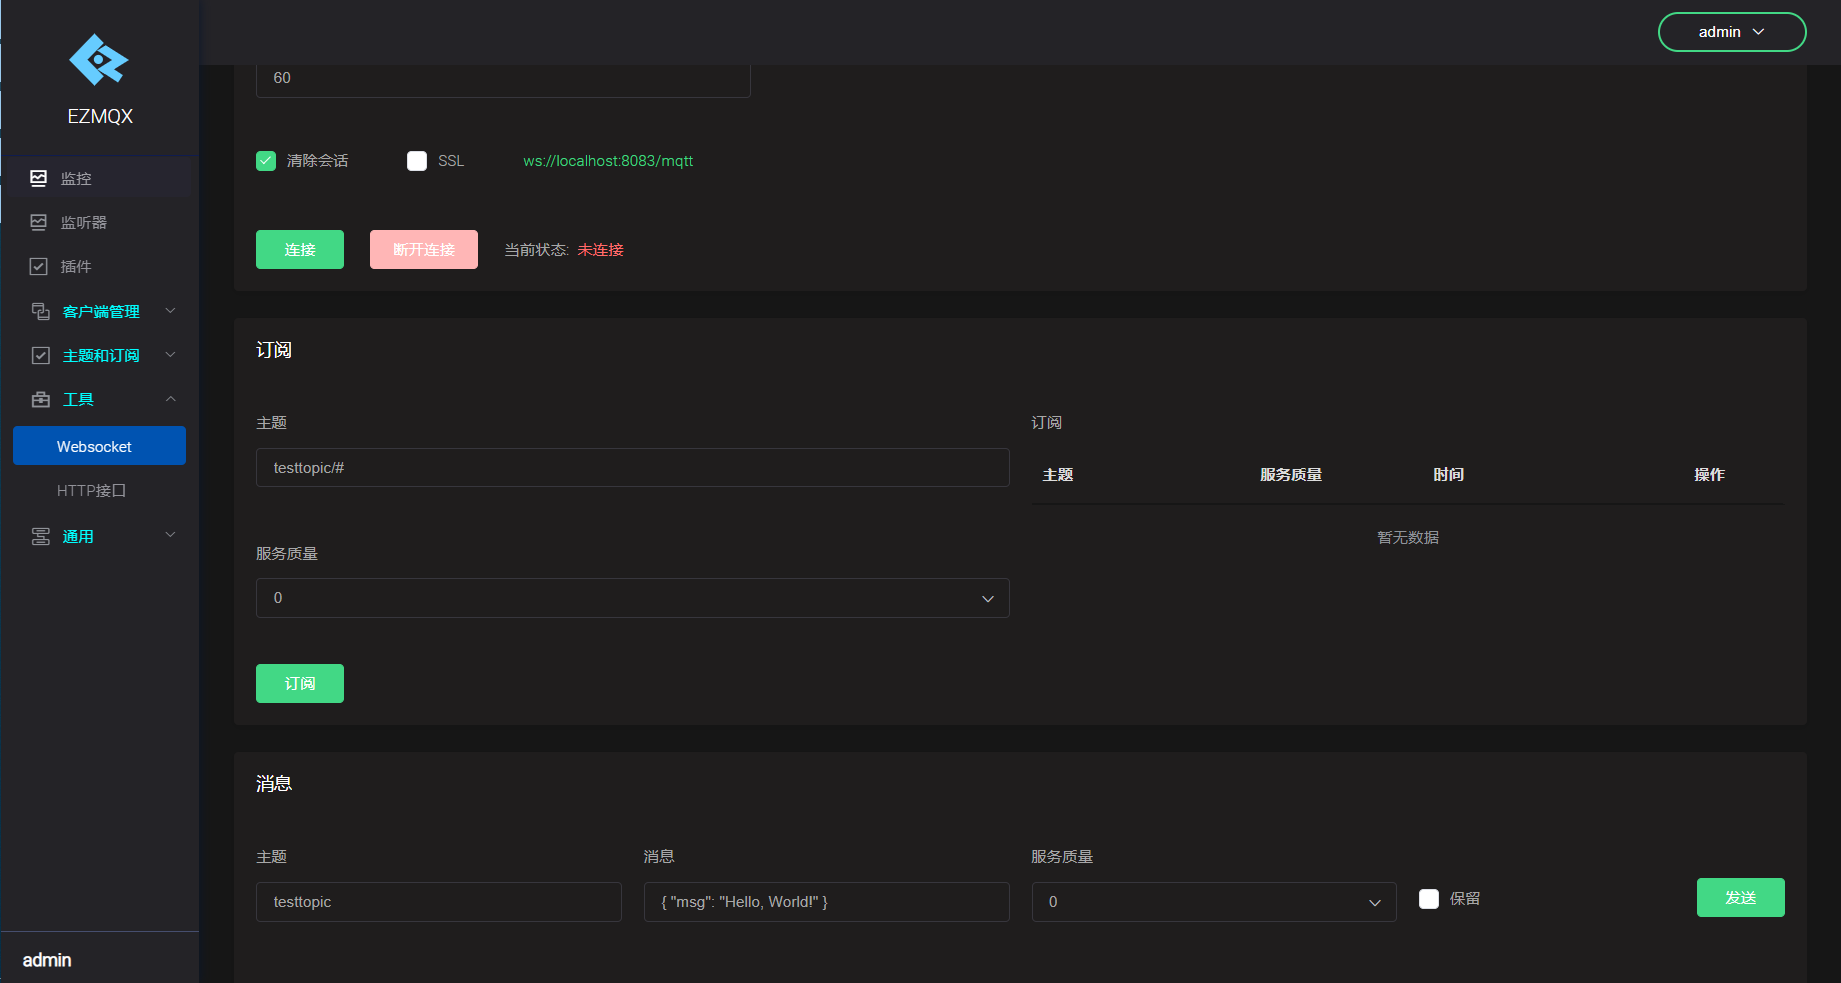 EZMQX
监控
监听器
插件
客户端管理
主题和订阅
工具
Websocket
HTTP接口
通用
admin
admin
60
清除会话
SSL
ws://localhost:8083/mqtt
连接
断开连接
当前状态: 未连接
订阅
主题
testtopic/#
服务质量
0
订阅
订阅
主题 服务质量 时间 操作
暂无数据
消息
主题
testtopic
消息
{ "msg": "Hello, World!" }
服务质量
0
保留
发送